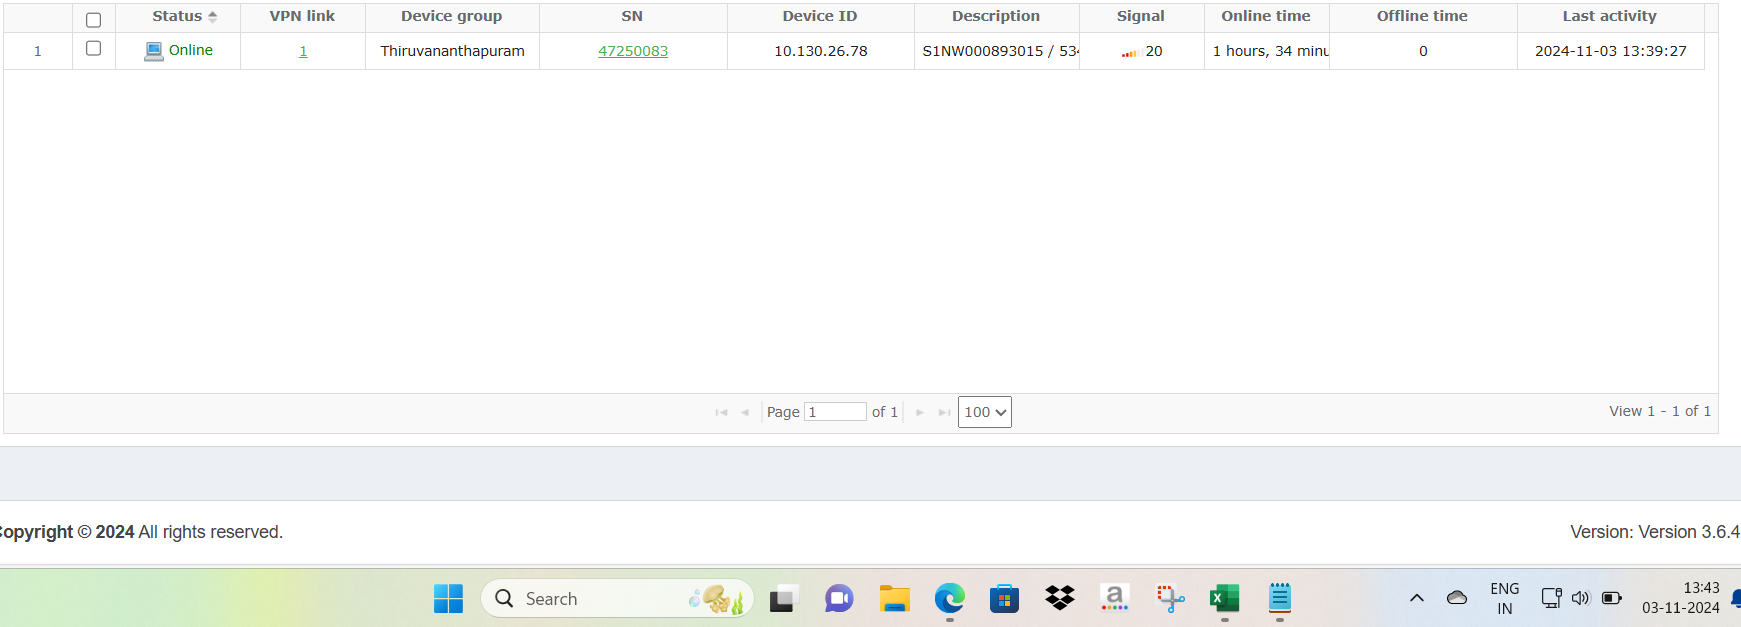 Status VPN link Device group SN Device ID Description Signal Online time Offline time Last activity
1 Online 1 Thiruvananthapuram 47250083 10.130.26.78 S1NW000893015 / 534 20 1 hours, 34 minu 0 2024-11-03 13:39:27
Page 1 of 1 100 View 1 - 1 of 1
Copyright © 2024 All rights reserved. Version: Version 3.6.4
Search a X ENG 13:43
IN 03-11-2024